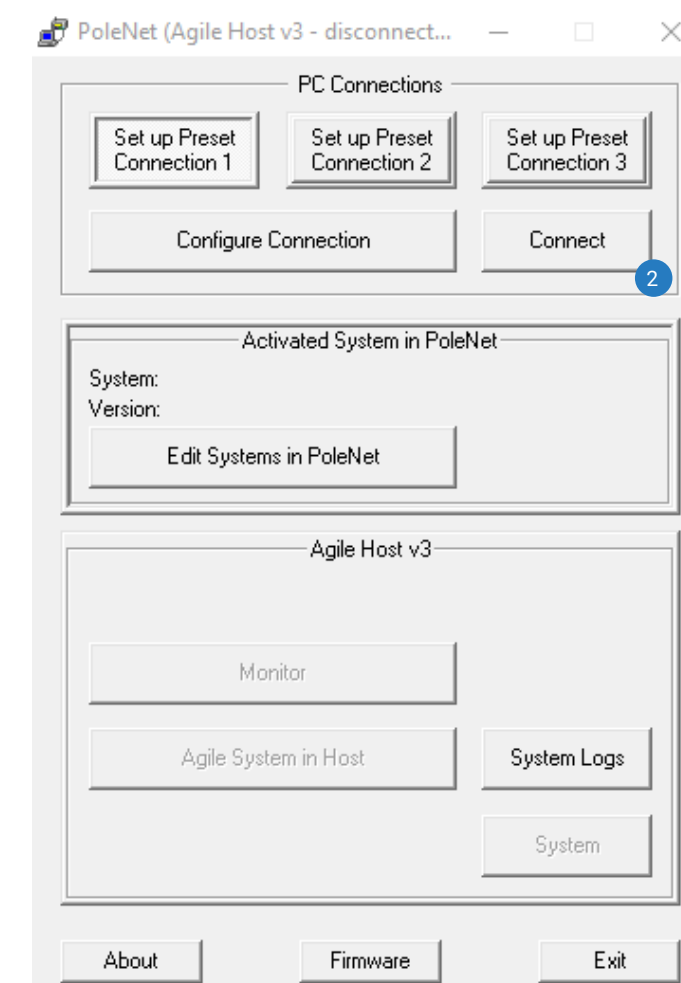 PoleNet (Agile Host v3 - disconnect...
PC Connections
Set up Preset
Connection 1
Set up Preset
Connection 2
Set up Preset
Connection 3
Configure Connection
Connect
2
Activated System in PoleNet
System:
Version:
Edit Systems in PoleNet
Agile Host v3
Monitor
Agile System in Host
System Logs
System
About
Firmware
Exit